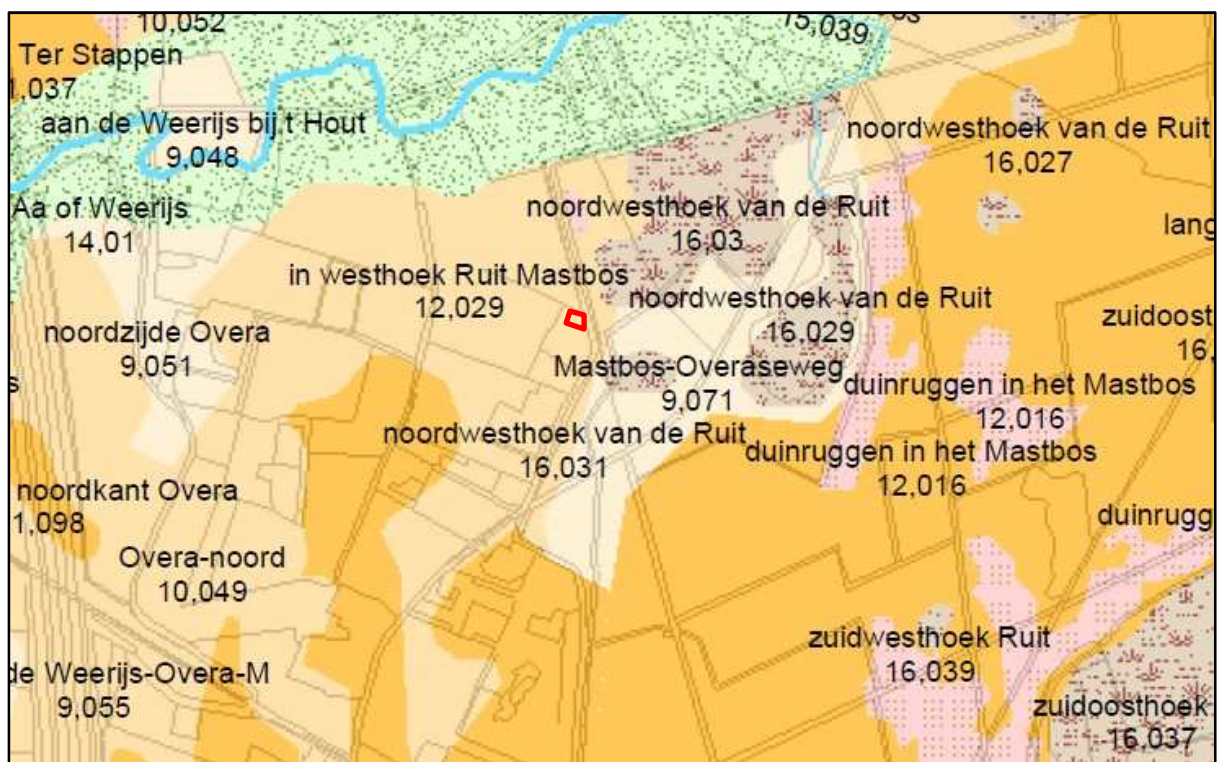 10,052
15,039
Ter Stappen
1,037
aan de Weerijs bij,t Hout
9,048
noordwesthoek van de Ruit
16,027
Aa of Weerijs
14,01
noordwesthoek van de Ruit
16,03
lang
in westhoek Ruit Mastbos
12,029
noordwesthoek van de Ruit
16,029
noordzijde Overa
9,051
zuidoost
16,
Mastbos-Overaseweg
9,071
duinruggen in het Mastbos
12,016
noordwesthoek van de Ruit
16,031
duinruggen in het Mastbos
12,016
noordkant Overa
1,098
duinrugg
Overa-noord
10,049
zuidwesthoek Ruit
16,039
de Weerijs-Overa-M
9,055
zuidoosthoek
16,037